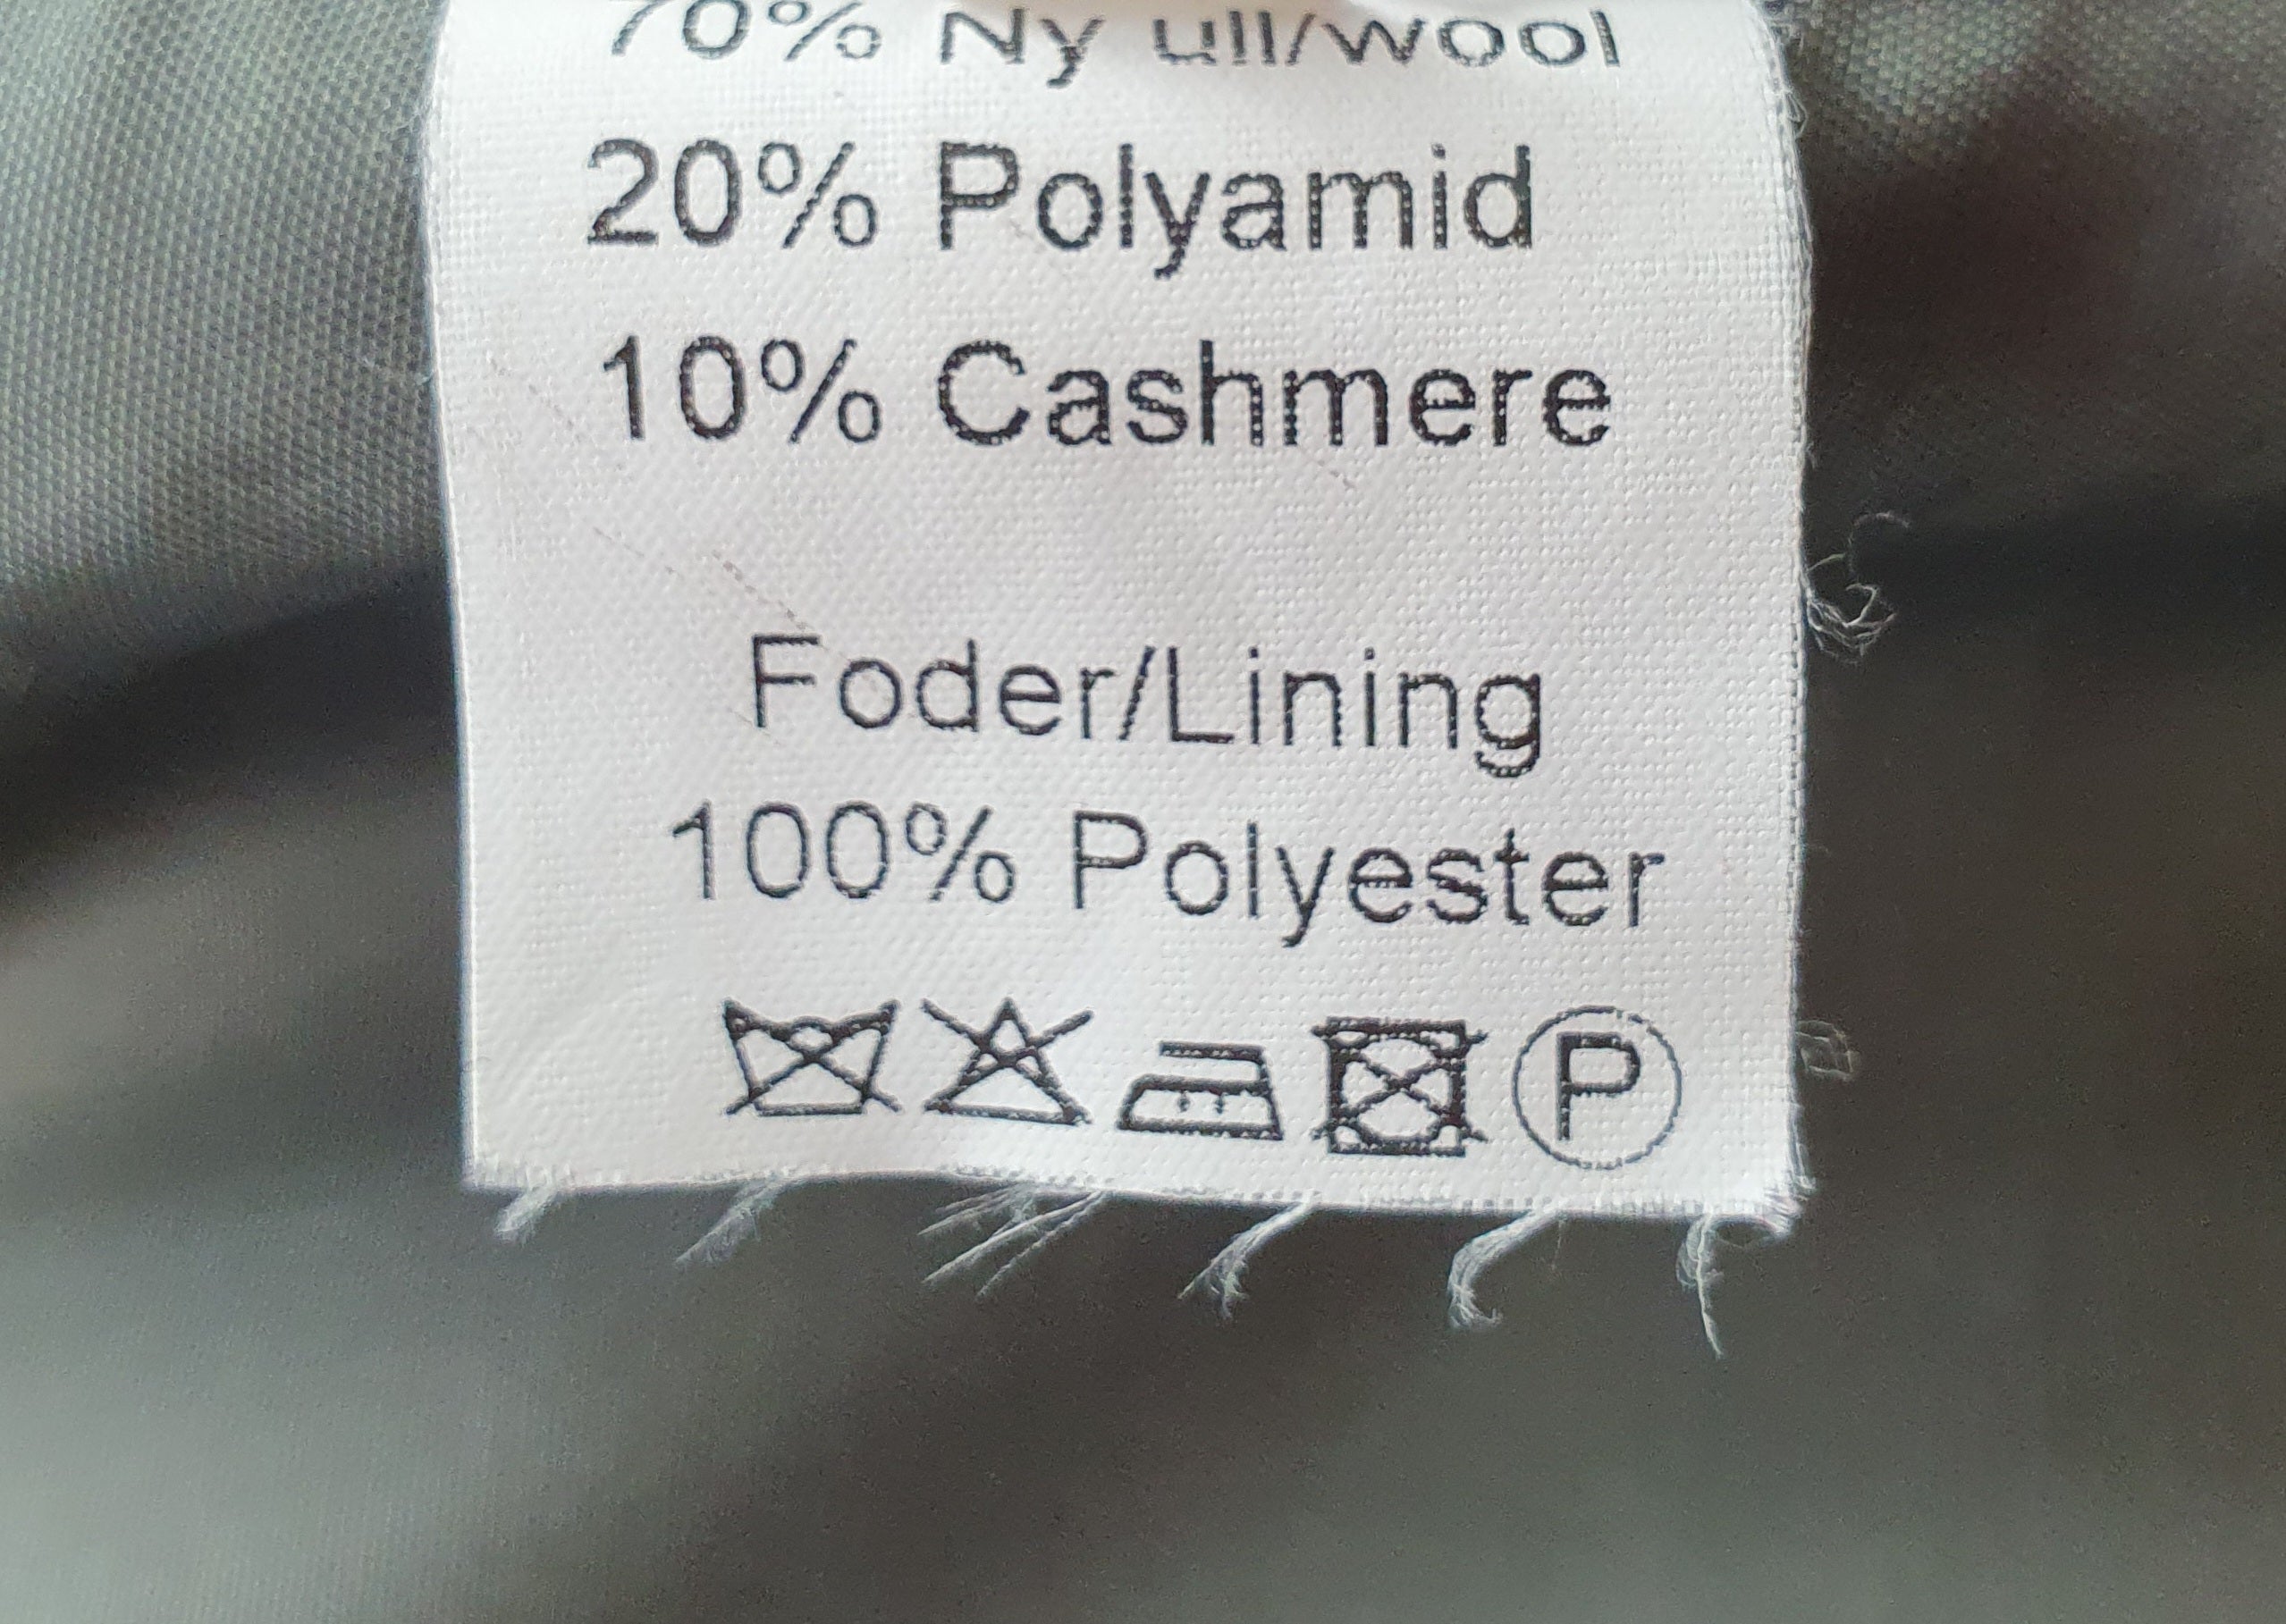 70% Ny ull/wool
20% Polyamid
10% Cashmere
Foder/Lining
100% Polyester
P